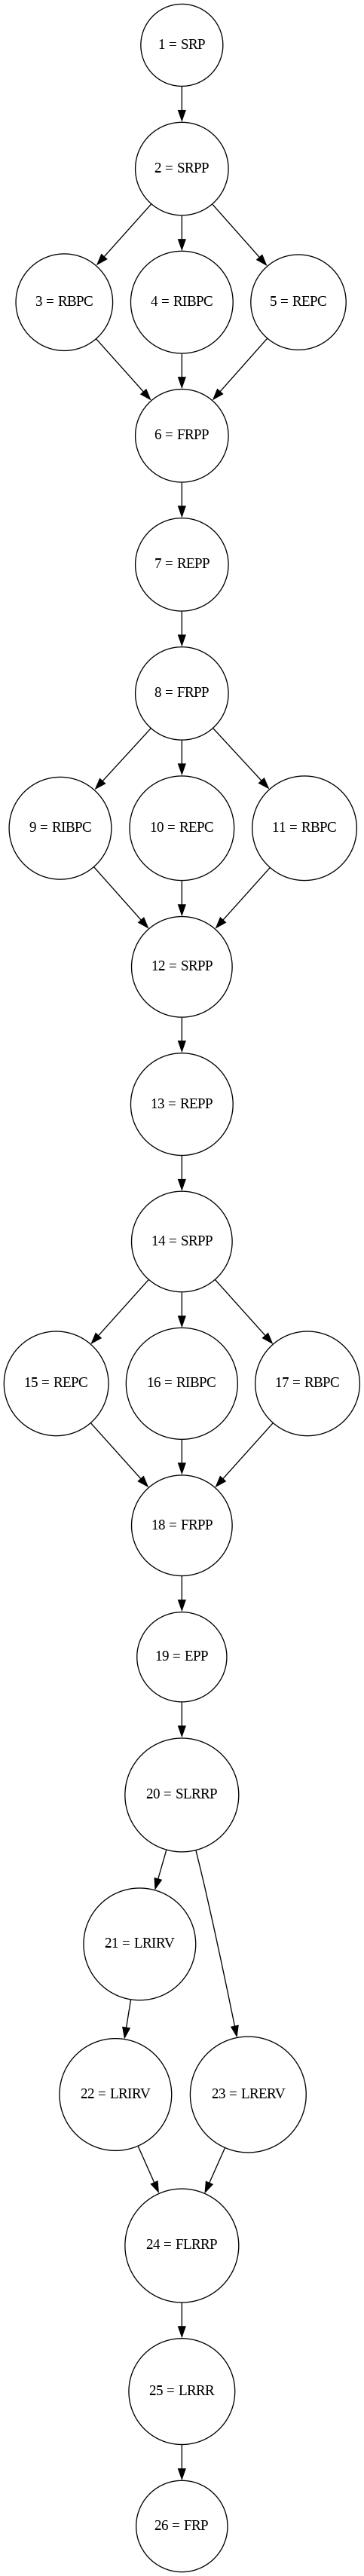 1 = SRP
2 = SRPP
3 = RBPC
4 = RIBPC
5 = REPC
6 = FRPP
7 = REPP
8 = FRPP
9 = RIBPC
10 = REPC
11 = RBPC
12 = SRPP
13 = REPP
14 = SRPP
15 = REPC
16 = RIBPC
17 = RBPC
18 = FRPP
19 = EPP
20 = SLRRP
21 = LRIRV
22 = LRIRV
23 = LRERV
24 = FLRRP
25 = LRRR
26 = FRP